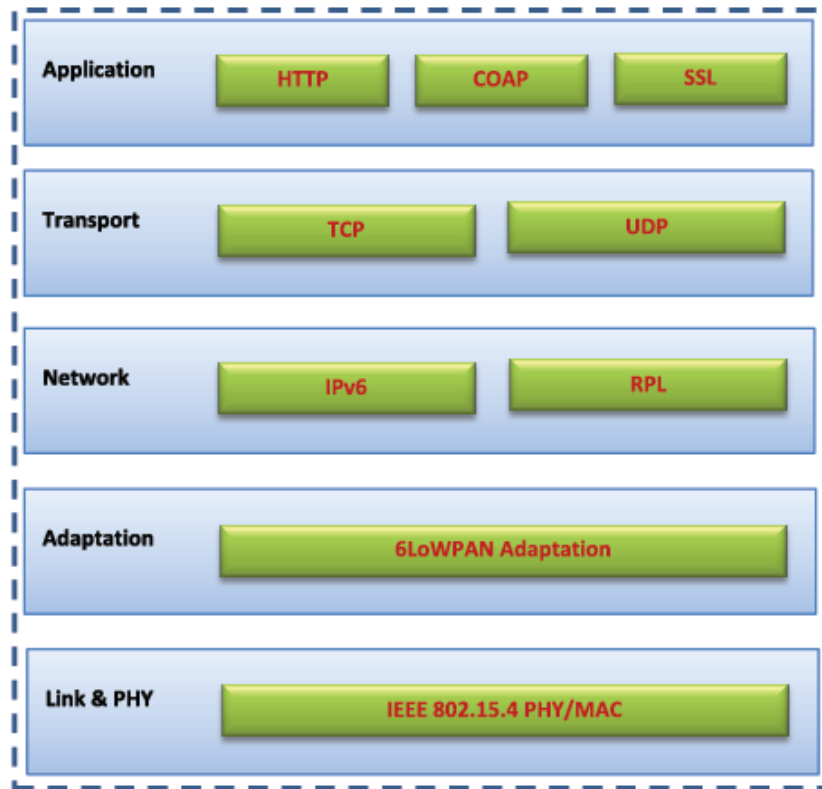 Application
HTTP COAP SSL
Transport
TCP UDP
Network
IPv6 RPL
Adaptation
6LoWPAN Adaptation
Link & PHY
IEEE 802.15.4 PHY/MAC